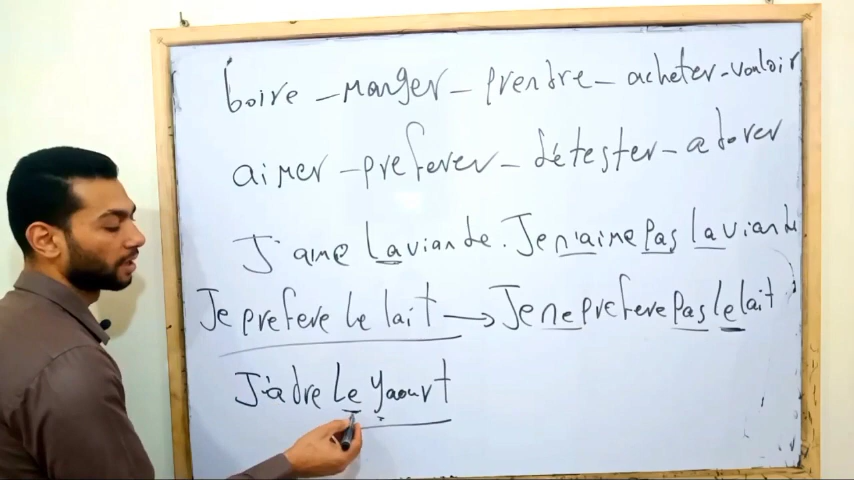 boire - manger - prendre - acheter - vouloir
aimer - preferer - détester - adorer
J'aime la viande. Je n'aime pas la viande.
Je prefere le lait → Je ne prefere pas le lait
J'adre le yaourt